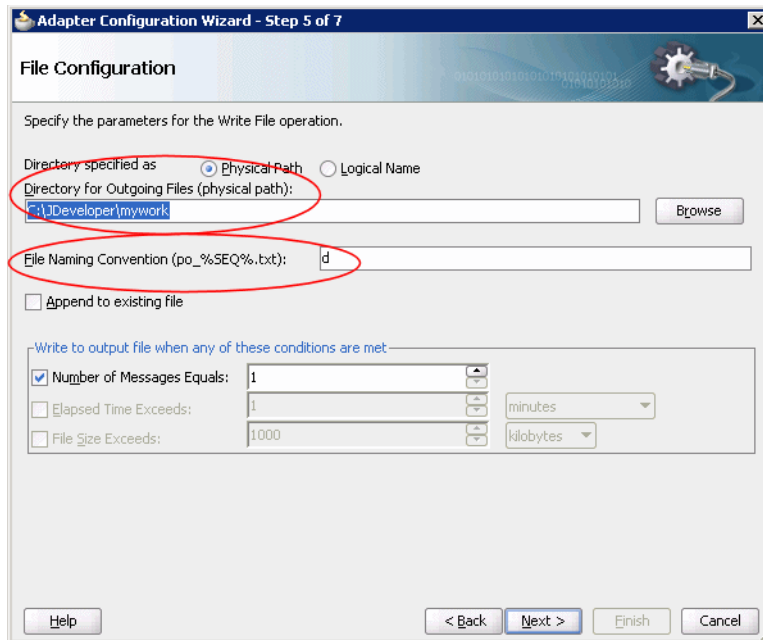 Adapter Configuration Wizard - Step 5 of 7
File Configuration
0101010101010101010101010101
01010101010
Specify the parameters for the Write File operation.
Directory specified as Physical Path Logical Name
Directory for Outgoing Files (physical path):
C:\JDeveloper\mywork Browse
File Naming Convention (po_%SEQ%.txt): d
Append to existing file
Write to output file when any of these conditions are met
Number of Messages Equals: 1
Elapsed Time Exceeds: 1 minutes
File Size Exceeds: 1000 kilobytes
Help < Back Next > Finish Cancel